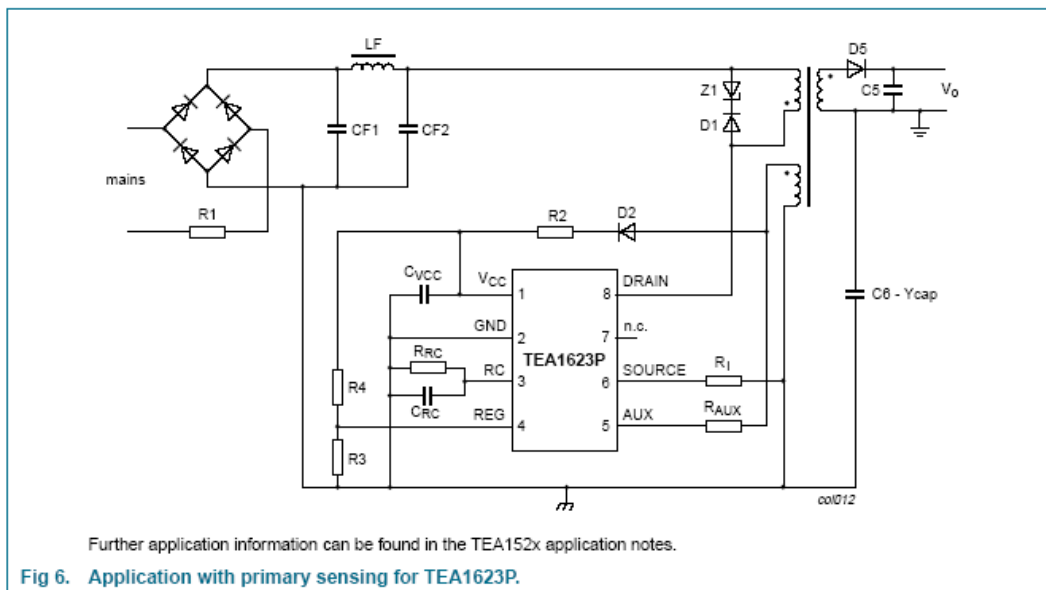 LF
D5
Z1
C5
Vo
D1
CF1
CF2
mains
R1
R2
D2
CVCC
VCC
DRAIN
1
8
C6 - Ycap
GND
n.c.
2
7
RRC
TEA1623P
RC
SOURCE
RI
3
6
R4
CRC
REG
AUX
RAUX
4
5
R3
col012
Further application information can be found in the TEA152x application notes.
Fig 6. Application with primary sensing for TEA1623P.